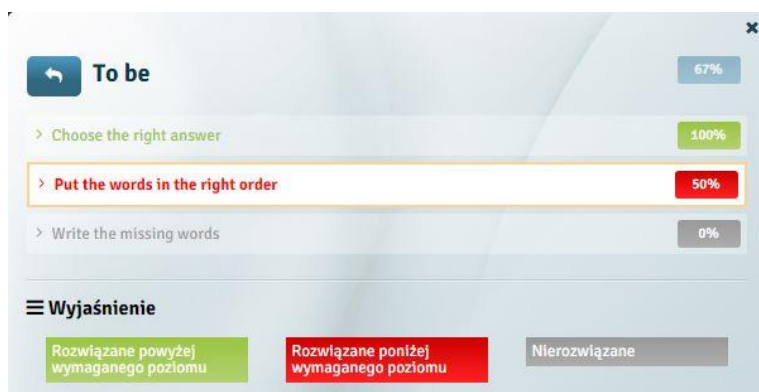 To be
67%
> Choose the right answer
100%
> Put the words in the right order
50%
> Write the missing words
0%
Wyjaśnienie
Rozwiązane powyżej
wymaganego poziomu
Rozwiązane poniżej
wymaganego poziomu
Nierozwiązane